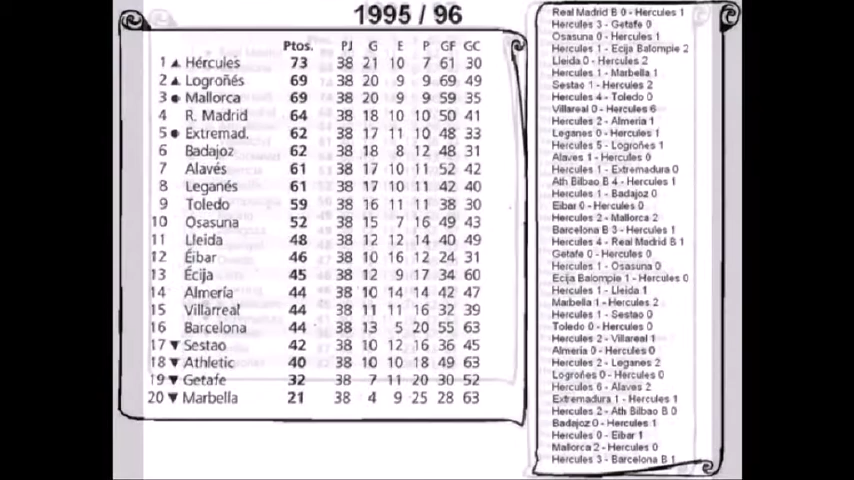 1995 / 96
Ptos. PJ G E P GF GC
1 ▲ Hércules 73 38 21 10 7 61 30
2 ▲ Logroñés 69 38 20 9 9 69 49
3 ● Mallorca 69 38 20 9 9 59 35
4 R. Madrid 64 38 18 10 10 50 41
5 ● Extremad. 62 38 17 11 10 48 33
6 Badajoz 62 38 18 8 12 48 31
7 Alavés 61 38 17 10 11 52 42
8 Leganés 61 38 17 10 11 42 40
9 Toledo 59 38 16 11 11 38 30
10 Osasuna 52 38 15 7 16 49 43
11 Lleida 48 38 12 12 14 40 49
12 Éibar 46 38 10 16 12 24 31
13 Écija 45 38 12 9 17 34 60
14 Almería 44 38 10 14 14 42 47
15 Villarreal 44 38 11 11 16 32 39
16 Barcelona 44 38 13 5 20 55 63
17 ▼ Sestao 42 38 10 12 16 36 45
18 ▼ Athletic 40 38 10 10 18 49 63
19 ▼ Getafe 32 38 7 11 20 30 52
20 ▼ Marbella 21 38 4 9 25 28 63
Real Madrid B 0 - Hercules 1
Hercules 3 - Getafe 0
Osasuna 0 - Hercules 1
Hercules 1 - Ecija Balompie 2
Lleida 0 - Hercules 2
Hercules 1 - Marbella 1
Sestao 1 - Hercules 2
Hercules 4 - Toledo 0
Villareal 0 - Hercules 6
Hercules 2 - Almeria 1
Leganes 0 - Hercules 1
Hercules 5 - Logroñes 1
Alaves 1 - Hercules 0
Hercules 1 - Extremadura 0
Ath Bilbao B 4 - Hercules 1
Hercules 1 - Badajoz 0
Eibar 0 - Hercules 0
Hercules 2 - Mallorca 2
Barcelona B 3 - Hercules 1
Hercules 4 - Real Madrid B 1
Getafe 0 - Hercules 0
Hercules 1 - Osasuna 0
Ecija Balompie 1 - Hercules 0
Hercules 1 - Lleida 1
Marbella 1 - Hercules 2
Hercules 1 - Sestao 0
Toledo 0 - Hercules 0
Hercules 2 - Villareal 1
Almeria 0 - Hercules 0
Hercules 2 - Leganes 2
Logroñes 0 - Hercules 0
Hercules 6 - Alaves 2
Extremadura 1 - Hercules 1
Hercules 2 - Ath Bilbao B 0
Badajoz 0 - Hercules 1
Hercules 0 - Eibar 1
Mallorca 2 - Hercules 0
Hercules 3 - Barcelona B 1